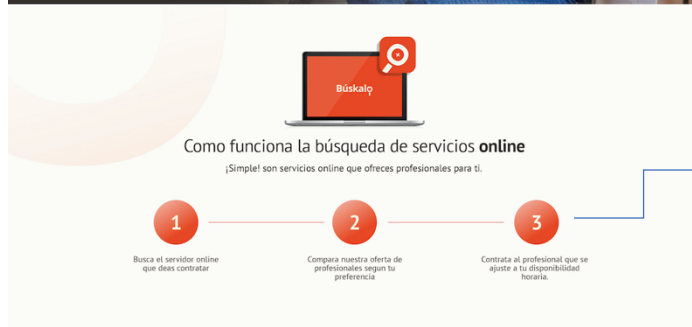 Búskalo
Como funciona la búsqueda de servicios online
¡Simple! son servicios online que ofreces profesionales para ti.
1
2
3
Busca el servidor online
que deas contratar
Compara nuestra oferta de
profesionales segun tu
preferencia
Contrata al profesional que se
ajuste a tu disponibilidad
horaria.